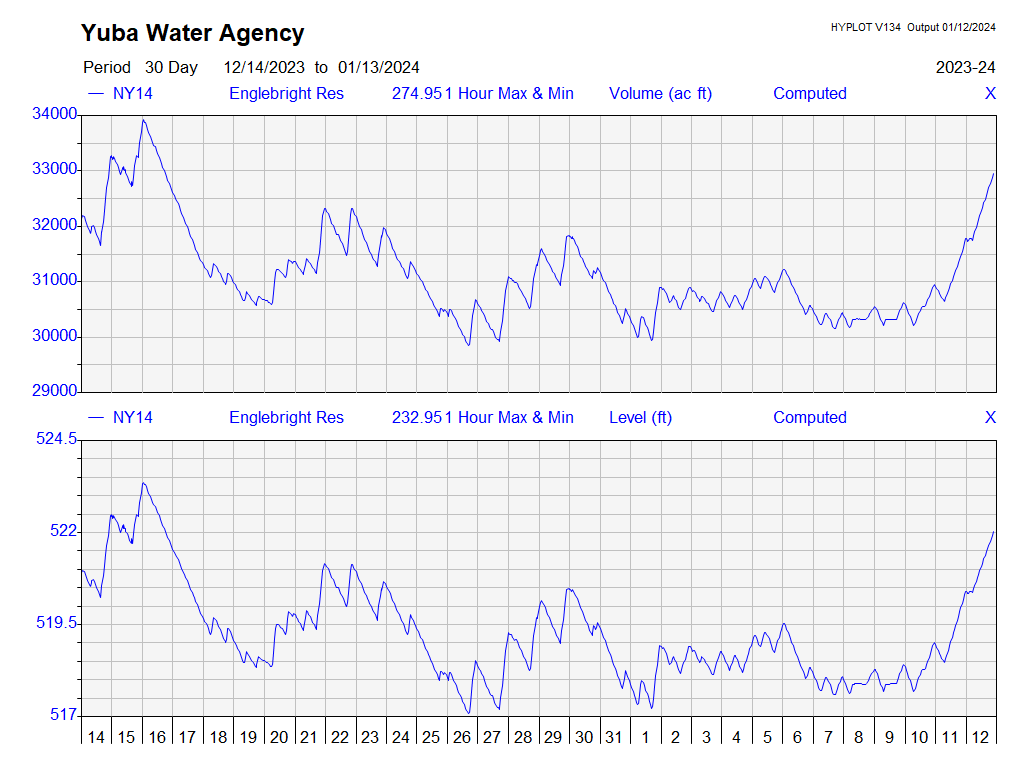 Yuba Water Agency
HYPLOT V134 Output 01/12/2024
Period 30 Day 12/14/2023 to 01/13/2024 2023-24
NY14 Englebright Res 274.951 Hour Max & Min Volume (ac ft) Computed X
34000
33000
32000
31000
30000
29000
NY14 Englebright Res 232.951 Hour Max & Min Level (ft) Computed X
524.5
522
519.5
517
14 15 16 17 18 19 20 21 22 23 24 25 26 27 28 29 30 31 1 2 3 4 5 6 7 8 9 10 11 12